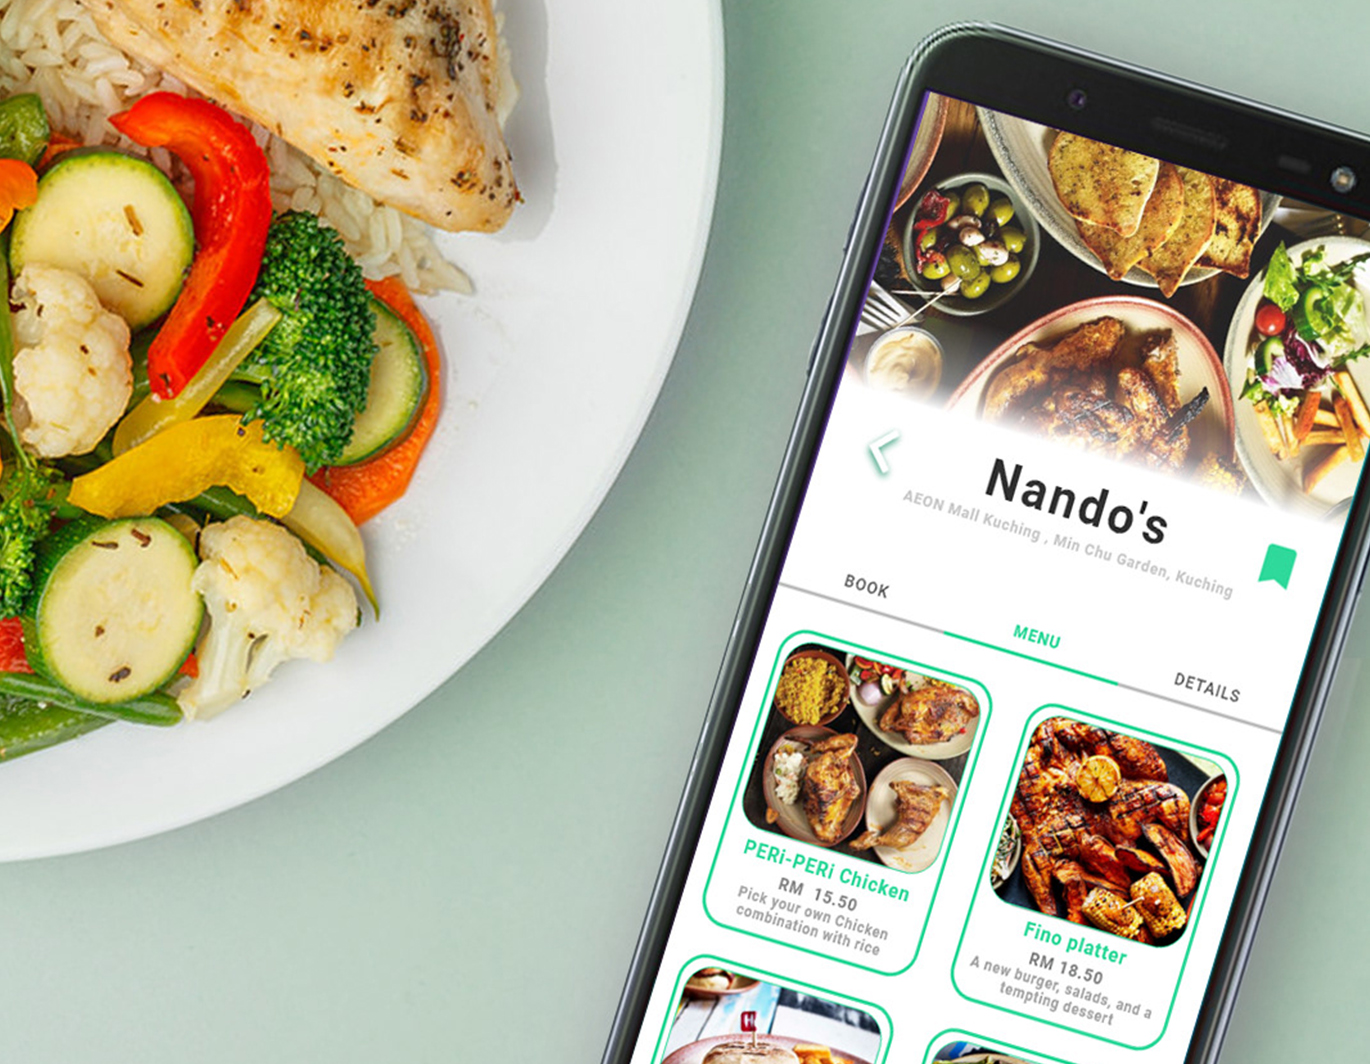 Nando's
AEON Mall Kuching , Min Chu Garden, Kuching
BOOK
MENU
DETAILS
PERi-PERi Chicken
RM 15.50
Pick your own Chicken
combination with rice
Fino platter
RM 18.50
A new burger, salads, and a
tempting dessert